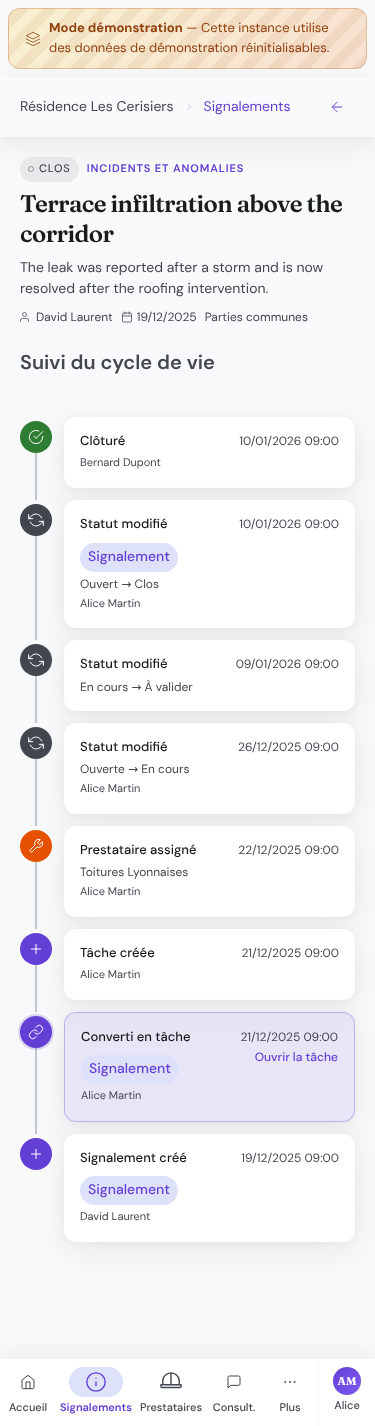 Mode démonstration — Cette instance utilise
des données de démonstration réinitialisables.
Résidence Les Cerisiers > Signalements ←
CLOS INCIDENTS ET ANOMALIES
Terrace infiltration above the
corridor
The leak was reported after a storm and is now
resolved after the roofing intervention.
David Laurent 19/12/2025 Parties communes
Suivi du cycle de vie
Clôturé 10/01/2026 09:00
Bernard Dupont
Statut modifié 10/01/2026 09:00
Signalement
Ouvert → Clos
Alice Martin
Statut modifié 09/01/2026 09:00
En cours → À valider
Statut modifié 26/12/2025 09:00
Ouverte → En cours
Alice Martin
Prestataire assigné 22/12/2025 09:00
Toitures Lyonnaises
Alice Martin
Tâche créée 21/12/2025 09:00
Alice Martin
Converti en tâche 21/12/2025 09:00
Ouvrir la tâche
Signalement
Alice Martin
Signalement créé 19/12/2025 09:00
Signalement
David Laurent
AM
Accueil Signalements Prestataires Consult. Plus Alice